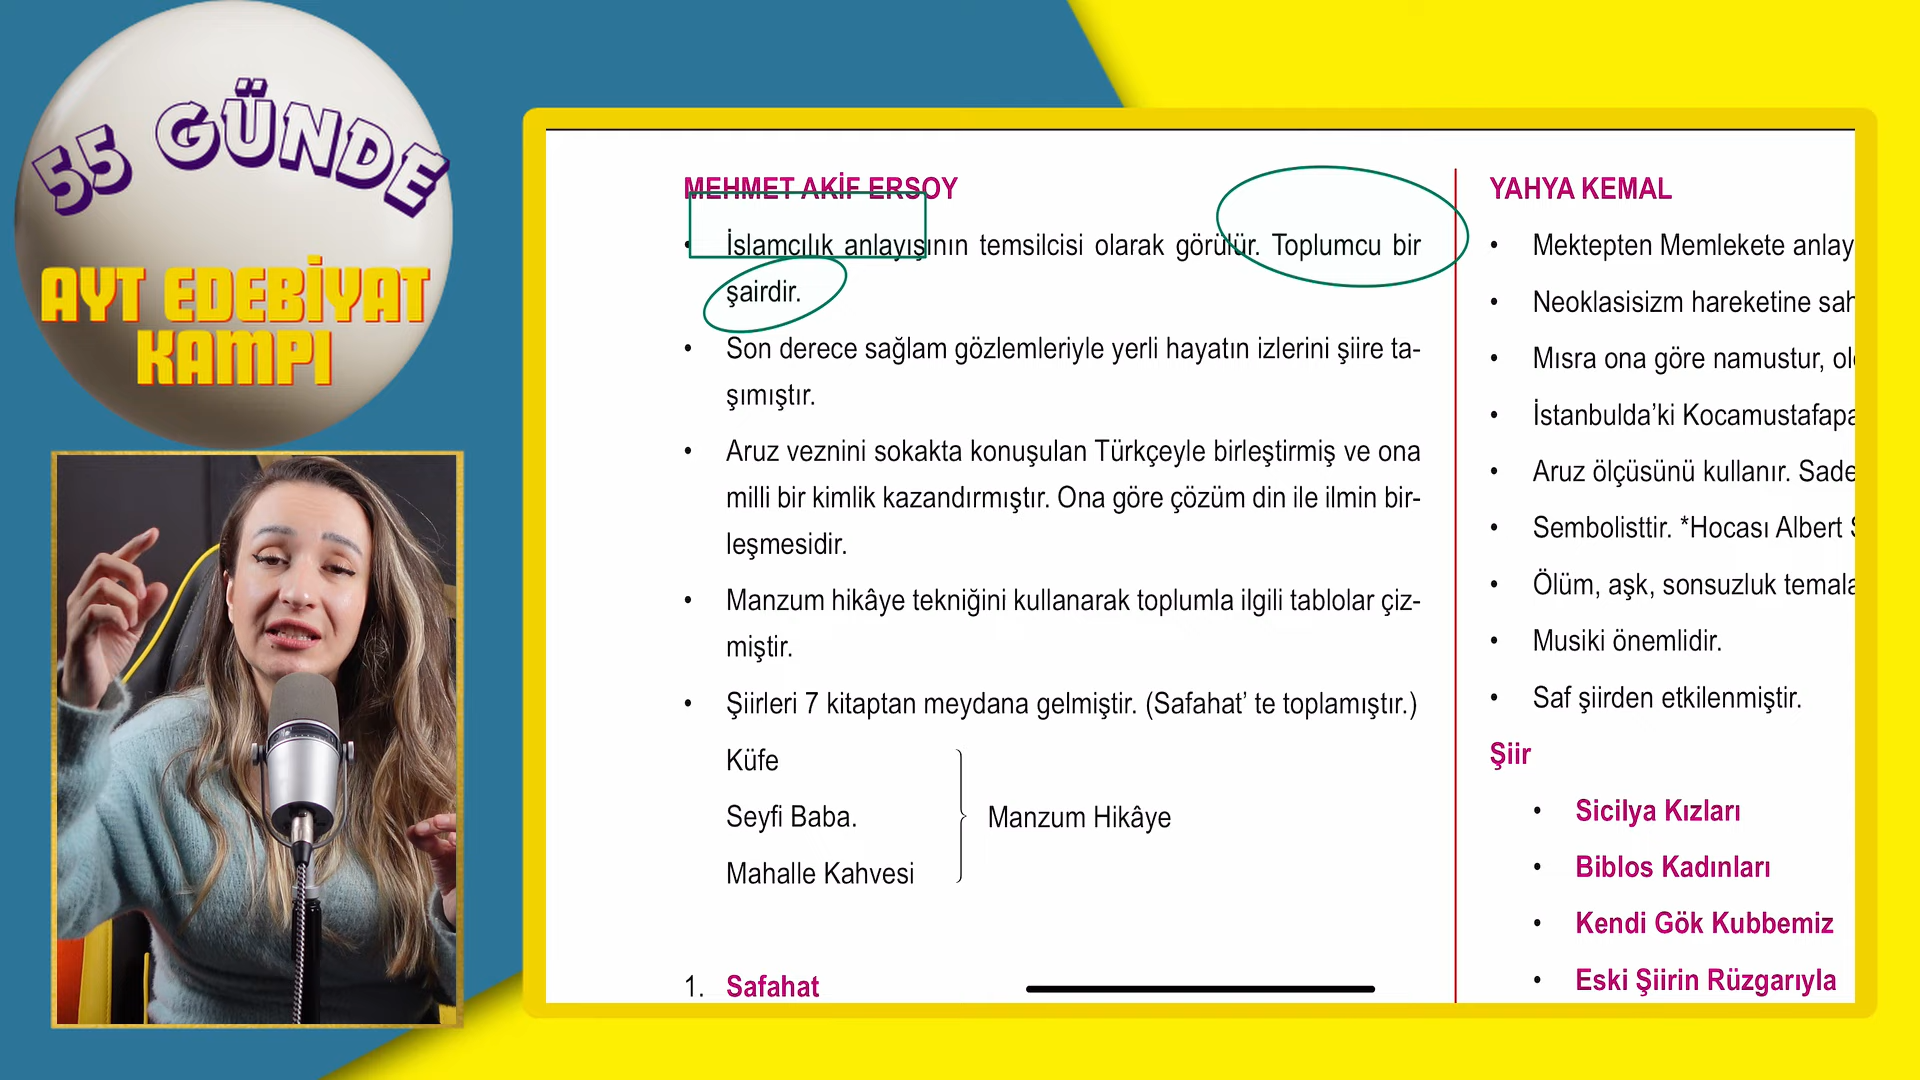 55 GÜNDE
AYT EDEBİYAT
KAMPI
MEHMET AKİF ERSOY
• İslamcılık anlayışının temsilcisi olarak görülür. Toplumcu bir
şairdir.
• Son derece sağlam gözlemleriyle yerli hayatın izlerini şiire ta-
şımıştır.
• Aruz veznini sokakta konuşulan Türkçeyle birleştirmiş ve ona
milli bir kimlik kazandırmıştır. Ona göre çözüm din ile ilmin bir-
leşmesidir.
• Manzum hikâye tekniğini kullanarak toplumla ilgili tablolar çiz-
miştir.
• Şiirleri 7 kitaptan meydana gelmiştir. (Safahat’ te toplamıştır.)
Küfe
Seyfi Baba.
Manzum Hikâye
Mahalle Kahvesi
1. Safahat
YAHYA KEMAL
• Mektepten Memlekete anlay
• Neoklasisizm hareketine sah
• Mısra ona göre namustur,
• İstanbulda’ki Kocamustafapa
• Aruz ölçüsünü kullanır. Sade
• Sembolisttir. *Hocası Albert
• Ölüm, aşk, sonsuzluk temala
• Musiki önemlidir.
• Saf şiirden etkilenmiştir.
Şiir
• Sicilya Kızları
• Biblos Kadınları
• Kendi Gök Kubbemiz
• Eski Şiirin Rüzgarıyla